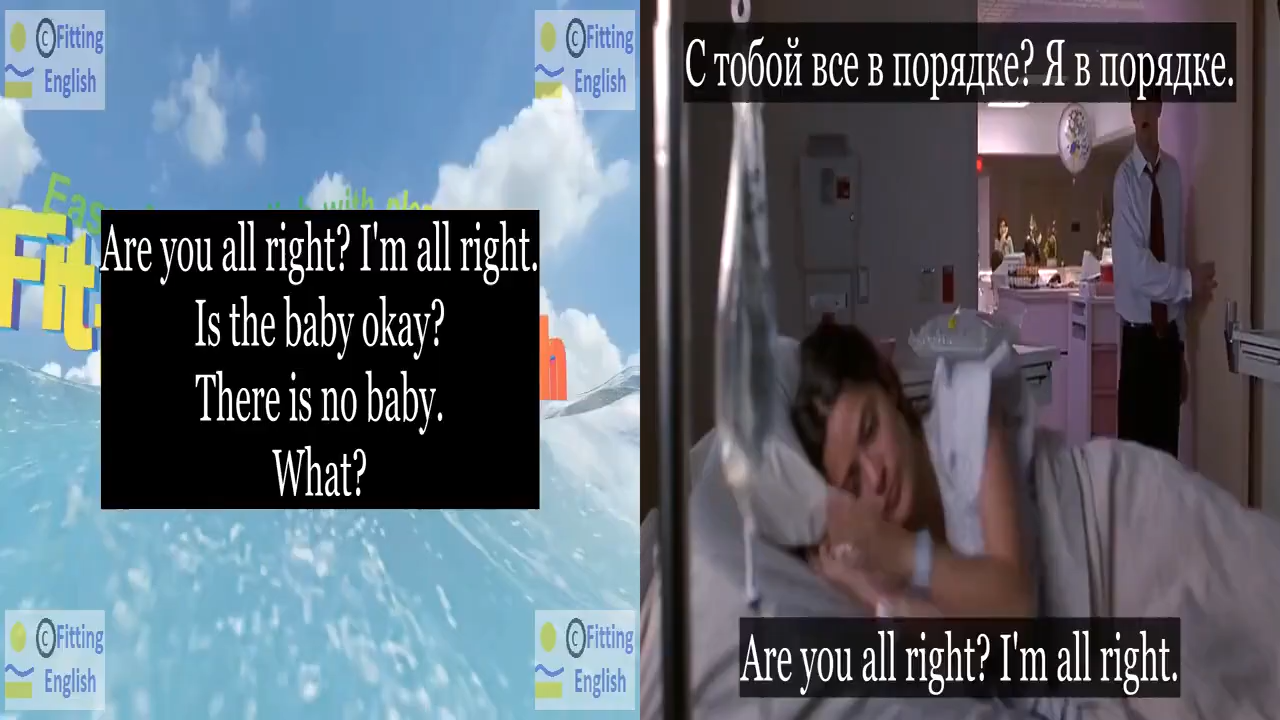 ©Fitting
English
©Fitting
English
Are you all right? I'm all right.
Is the baby okay?
There is no baby.
What?
©Fitting
English
©Fitting
English
С тобой все в порядке? Я в порядке.
Are you all right? I'm all right.